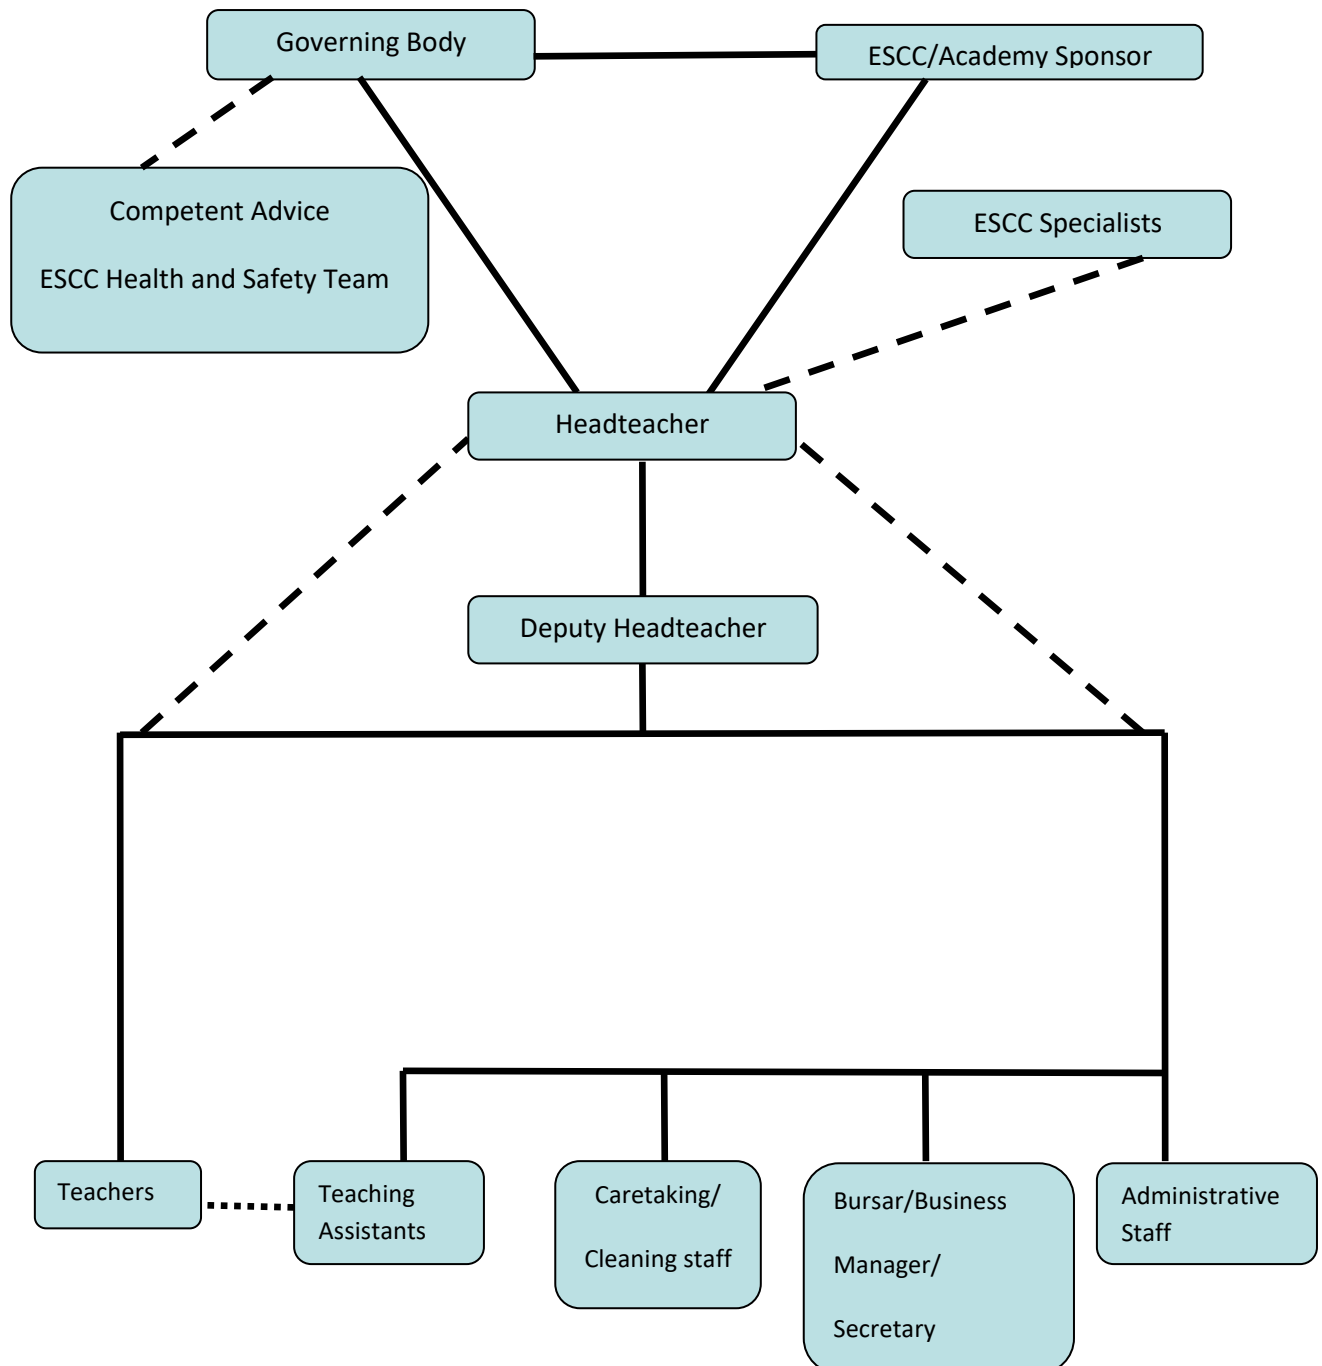 Governing Body
ESCC/Academy Sponsor
Competent Advice
ESCC Health and Safety Team
ESCC Specialists
Headteacher
Deputy Headteacher
Teachers
Teaching
Assistants
Caretaking/
Cleaning staff
Bursar/Business
Manager/
Secretary
Administrative
Staff